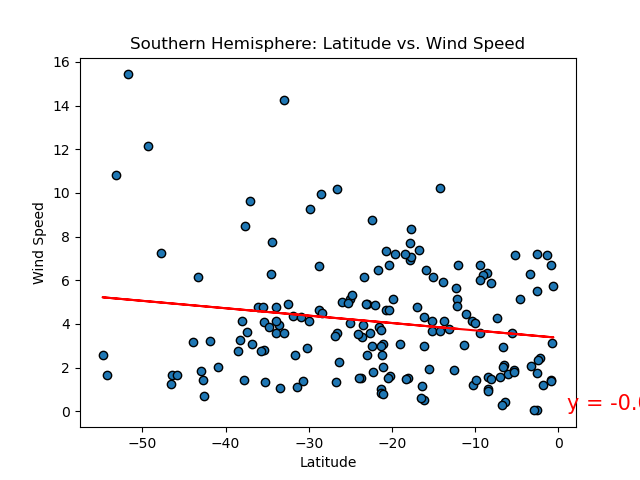 Southern Hemisphere: Latitude vs. Wind Speed
16
14
12
10
8
6
4
2
0
Wind Speed
−50 −40 −30 −20 −10 0
Latitude
y = -0.0